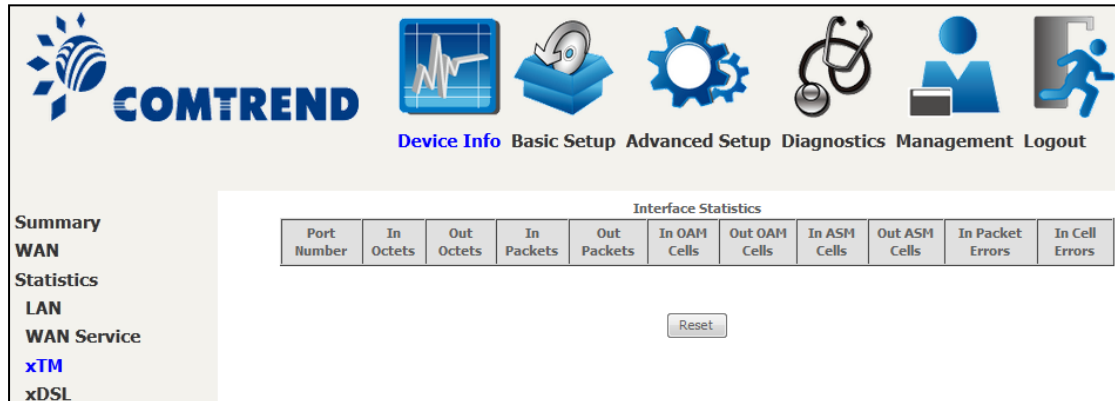 COMTREND
Device Info Basic Setup Advanced Setup Diagnostics Management Logout
Summary
WAN
Statistics
LAN
WAN Service
xTM
xDSL
Interface Statistics
Port Number In Octets Out Octets In Packets Out Packets In OAM Cells Out OAM Cells In ASM Cells Out ASM Cells In Packet Errors In Cell Errors
Reset